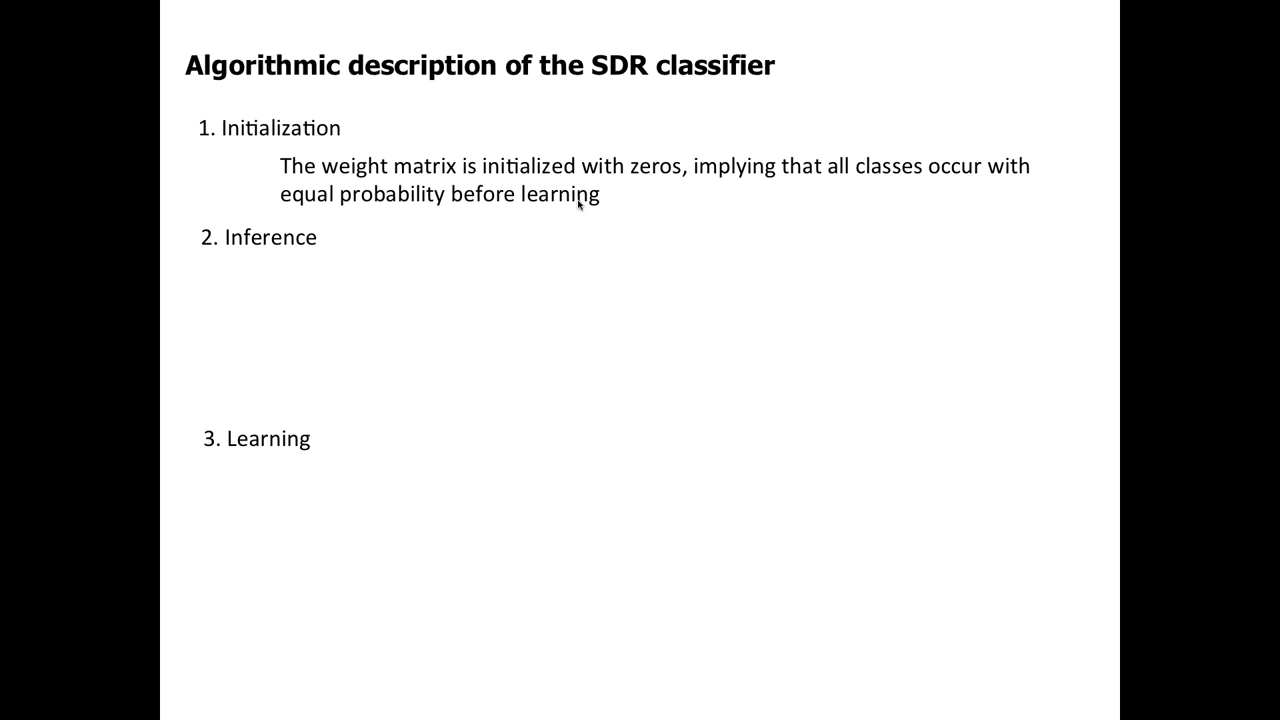 Algorithmic description of the SDR classifier
1. Initialization
The weight matrix is initialized with zeros, implying that all classes occur with
equal probability before learning
2. Inference
3. Learning